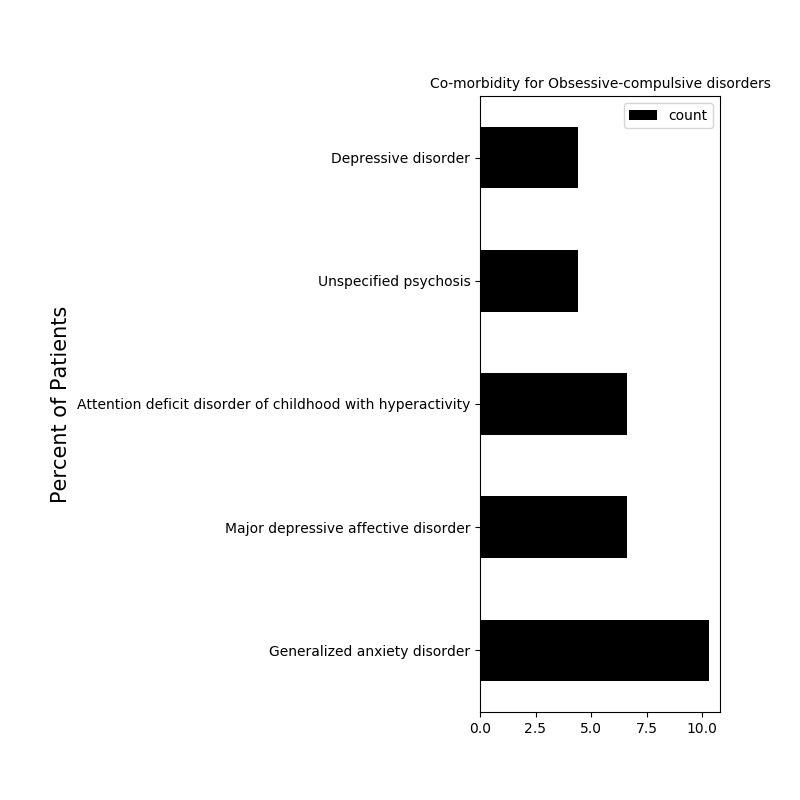 Co-morbidity for Obsessive-compulsive disorders
count
Depressive disorder
Unspecified psychosis
Attention deficit disorder of childhood with hyperactivity
Major depressive affective disorder
Generalized anxiety disorder
Percent of Patients
0.0 2.5 5.0 7.5 10.0